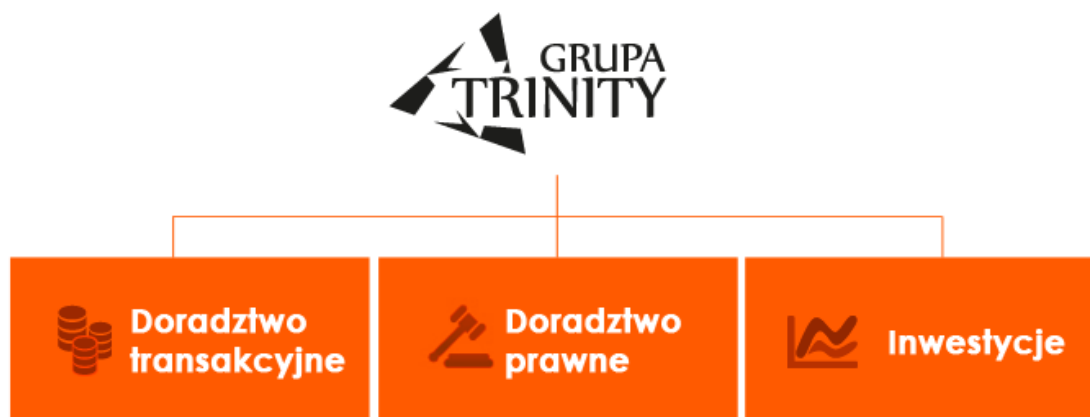 GRUPA
TRINITY
Doradztwo
transakcyjne
Doradztwo
prawne
Inwestycje